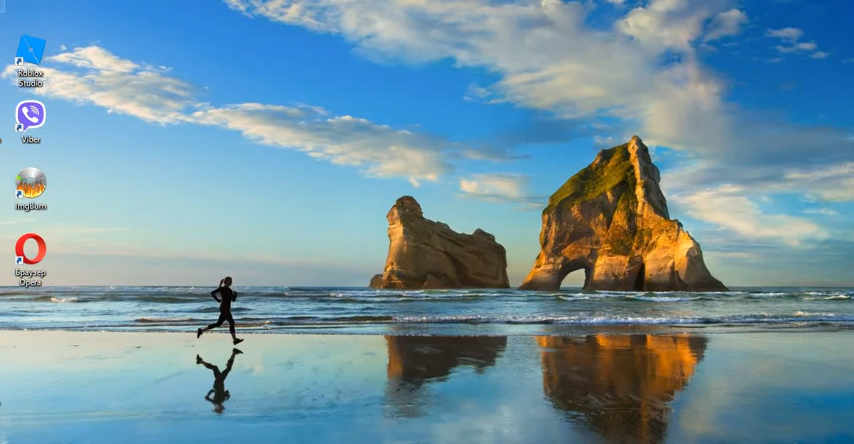 Roblox
Studio
Viber
ImgBurn
Браузер
Opera